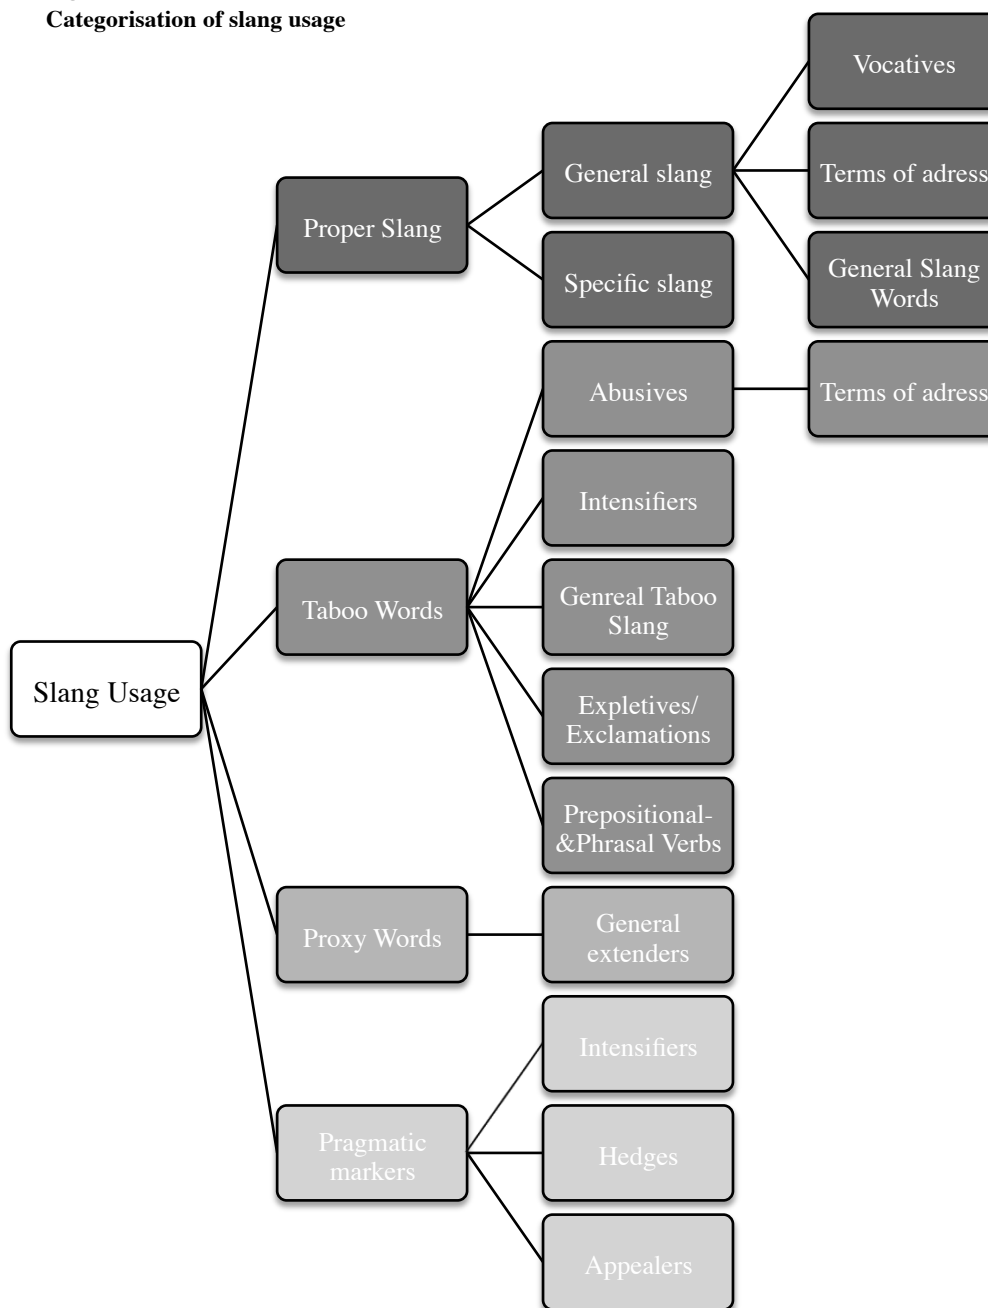 Categorisation of slang usage
Vocatives
General slang
Terms of adress
Proper Slang
Specific slang
General Slang
Words
Abusives
Terms of adress
Intensifiers
Taboo Words
Genreal Taboo
Slang
Slang Usage
Expletives/
Exclamations
Prepositional-
&Phrasal Verbs
Proxy Words
General
extenders
Intensifiers
Pragmatic
markers
Hedges
Appealers